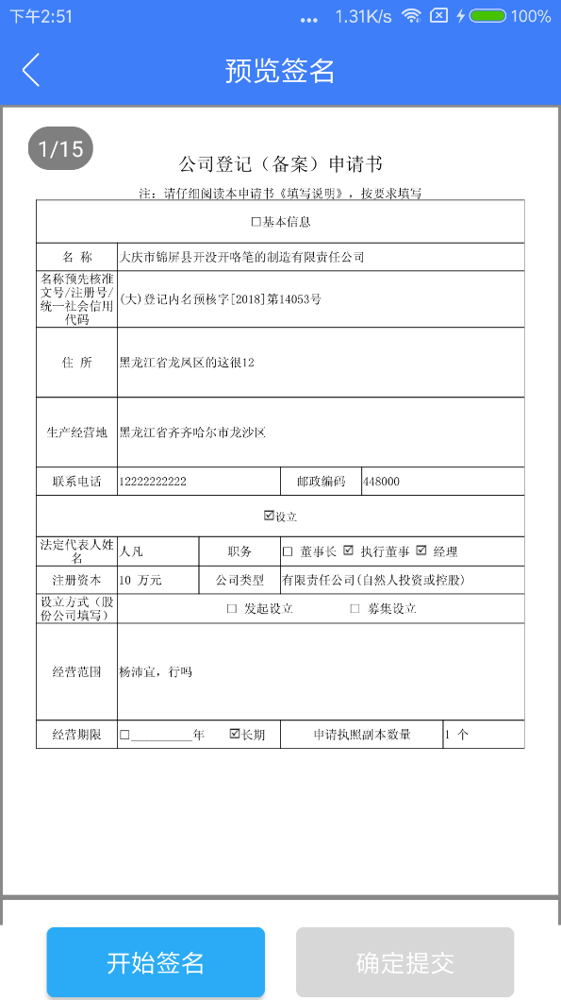 下午2:51 ... 1.31K/s 100%
预览签名
1/15
公司登记（备案）申请书
注：请仔细阅读本申请书《填写说明》，按要求填写
☐基本信息
名 称 大庆市锦屏县开没开咯笔的制造有限责任公司
名称预先核准
文号/注册号/
统一社会信用
代码
(大)登记内名预核字[2018]第14053号
住 所 黑龙江省龙凤区的这很12
生产经营地 黑龙江省齐齐哈尔市龙沙区
联系电话 12222222222 邮政编码 448000
☑设立
法定代表人姓
名
人凡 职务 ☐ 董事长 ☑ 执行董事 ☑ 经理
注册资本 10 万元 公司类型 有限责任公司(自然人投资或控股)
设立方式（股
份公司填写）
☐ 发起设立 ☐ 募集设立
经营范围 杨沛宜，行吗
经营期限 ☐__________年 ☑长期 申请执照副本数量 1 个
开始签名 确定提交